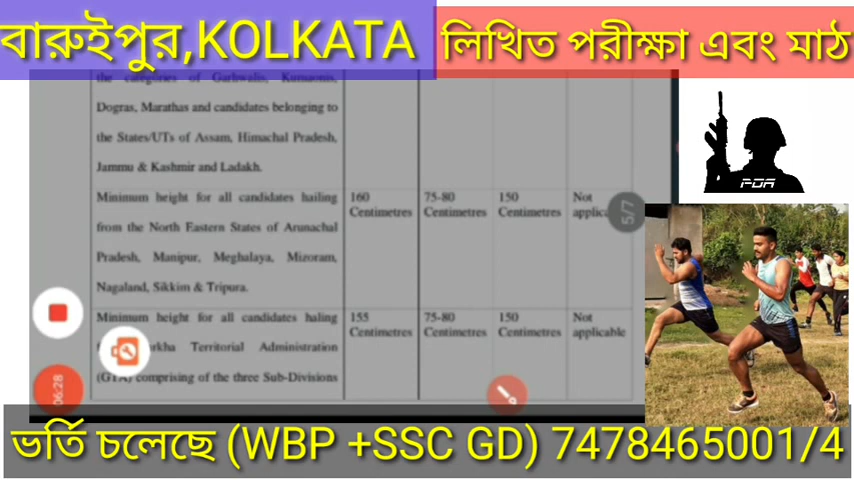 বারুইপুর,KOLKATA
লিখিত পরীক্ষা এবং মাঠ
the categories of Garhwalis, Kumaonis,
Dogras, Marathas and candidates belonging to
the States/UTs of Assam, Himachal Pradesh,
Jammu & Kashmir and Ladakh.
Minimum height for all candidates hailing 160 75-80 150 Not
Centimetres Centimetres Centimetres
from the North Eastern States of Arunachal
Pradesh, Manipur, Meghalaya, Mizoram,
Nagaland, Sikkim & Tripura.
5/7
PDA
Minimum height for all candidates haling 155 75-80 150 Not
Centimetres Centimetres Centimetres applicable
Territorial Administration
(GTA) comprising of the three Sub-Divisions
06:28
ভর্তি চলেছে (WBP +SSC GD) 7478465001/4